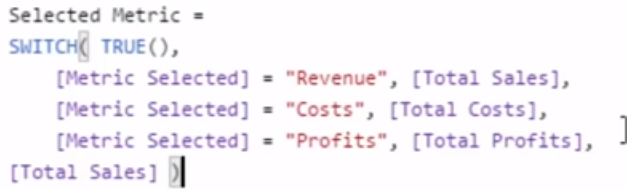 Selected Metric =
SWITCH( TRUE(),
[Metric Selected] = "Revenue", [Total Sales],
[Metric Selected] = "Costs", [Total Costs],
[Metric Selected] = "Profits", [Total Profits],
[Total Sales] )